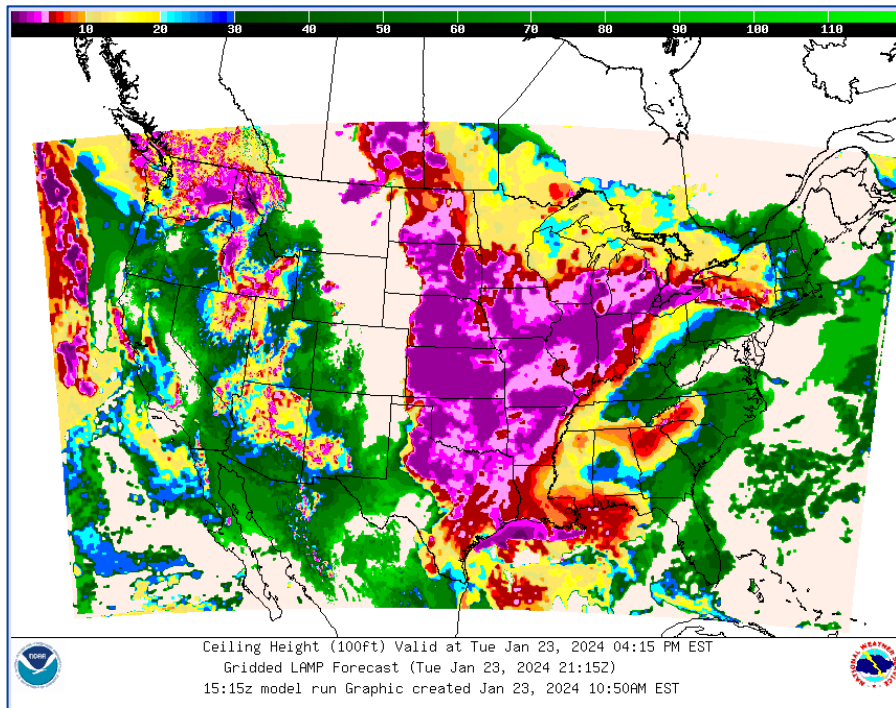 10 20 30 40 50 60 70 80 90 100 110
Ceiling Height (100ft) Valid at Tue Jan 23, 2024 04:15 PM EST
Gridded LAMP Forecast (Tue Jan 23, 2024 21:15Z)
15:15z model run Graphic created Jan 23, 2024 10:50AM EST
noaa